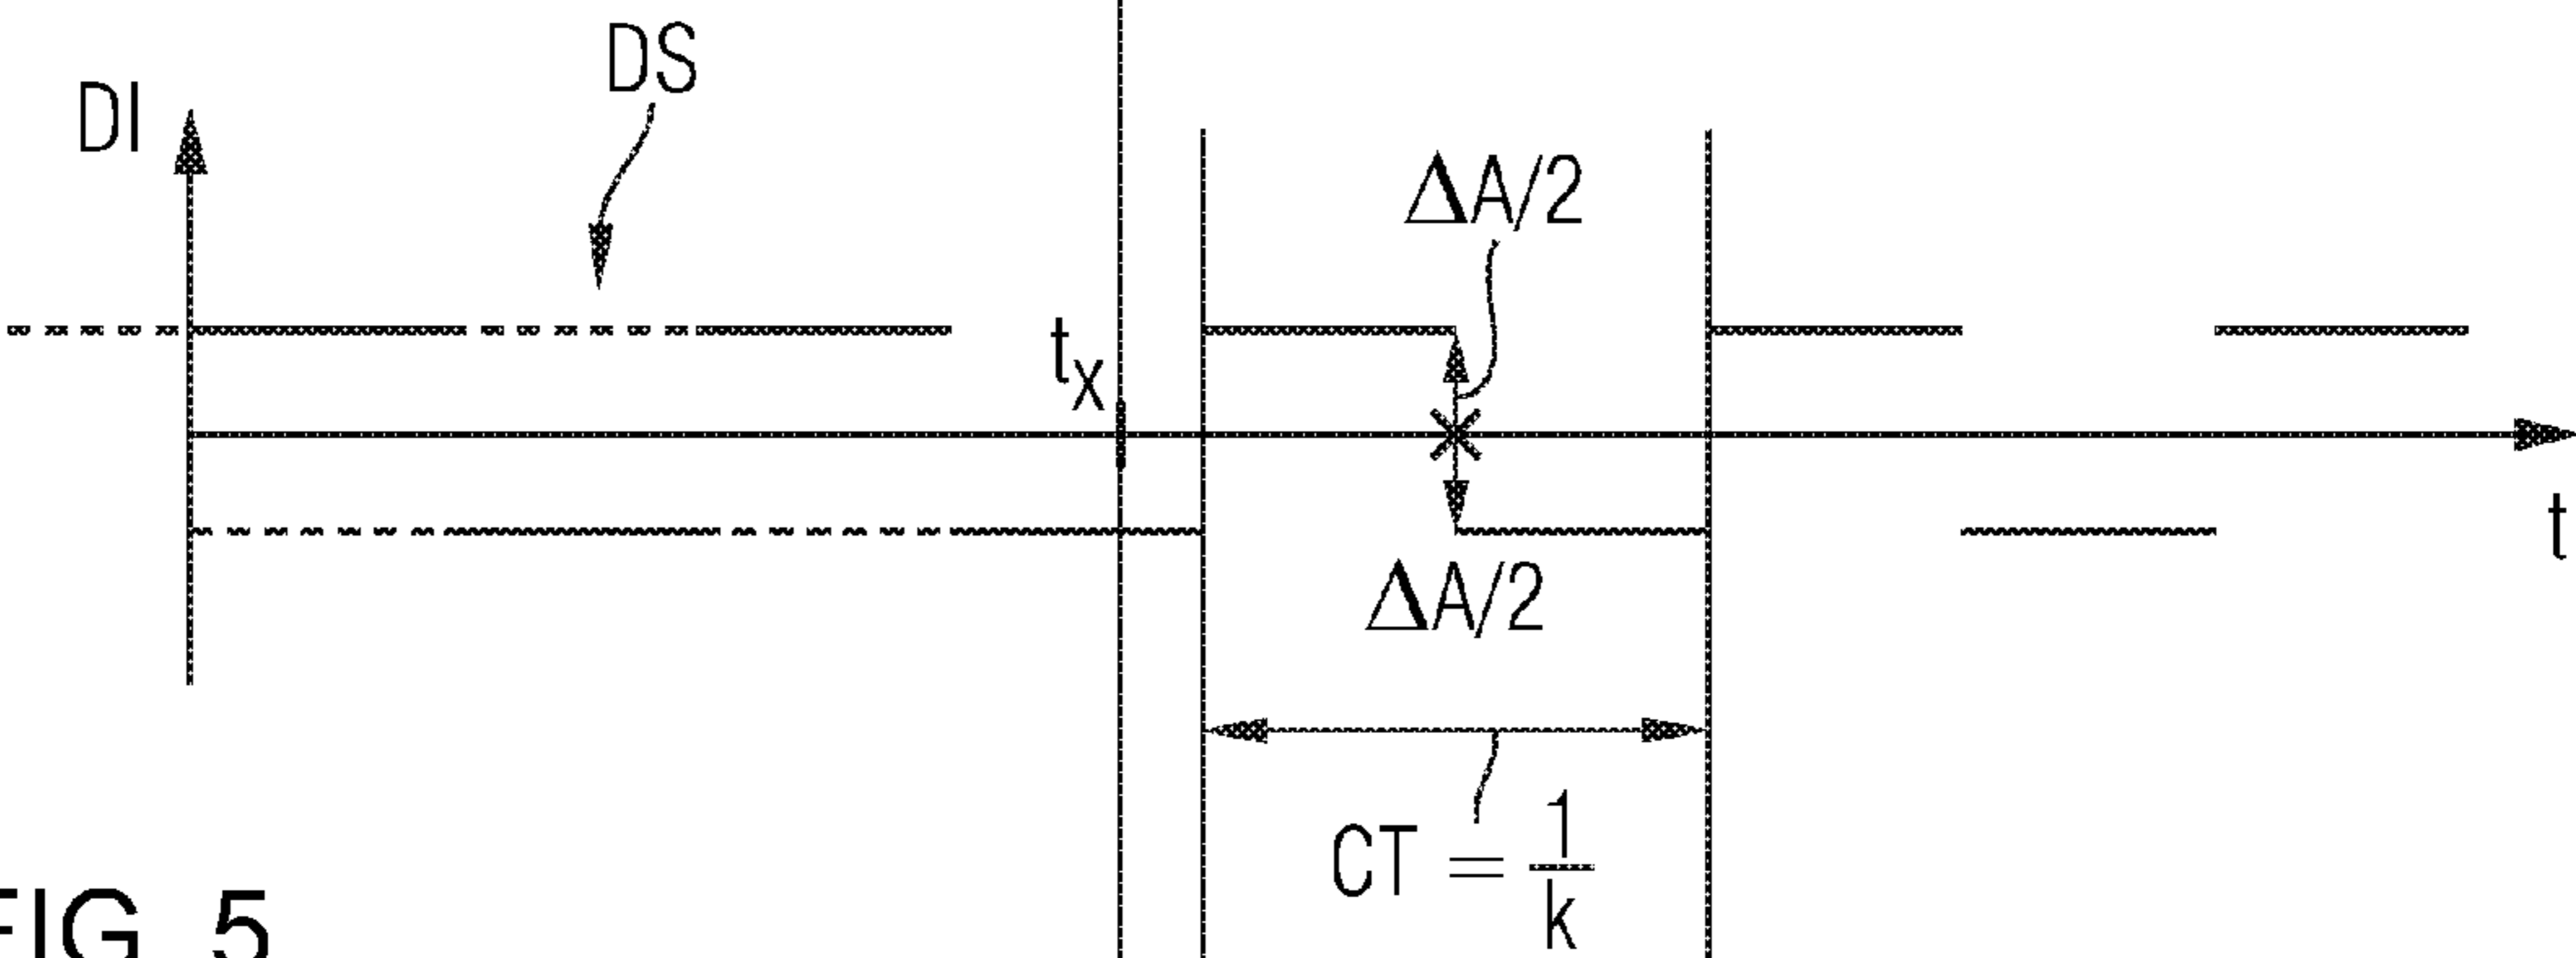 DS
DI
ΔA/2
tx
t
ΔA/2
CT = 1/k
FIG 5